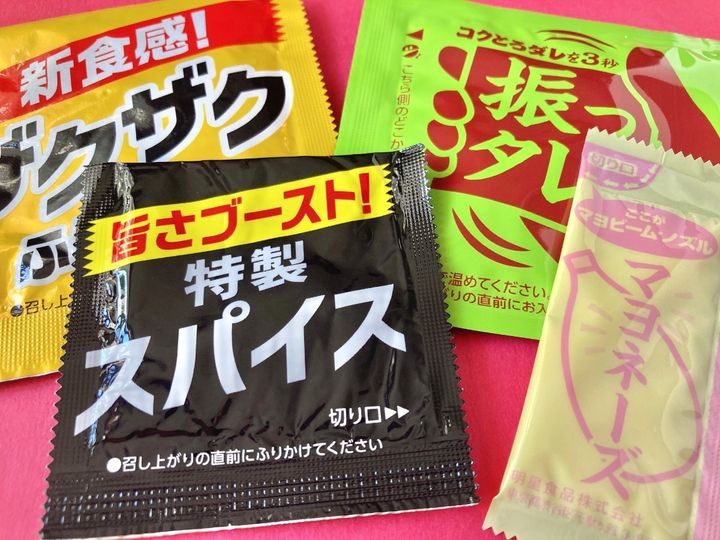 新食感!
ザクザク
ふ
●召し上
コクとろダレを3秒
振っ
タレ
こちら側のどこか
温めてください
がりの直前にお入
旨さブースト!
特製
スパイス
切り口▶▶
●召し上がりの直前にふりかけてください
切り口
ここが
マヨビーム・ノズル
マヨネーズ
明星食品株式会社